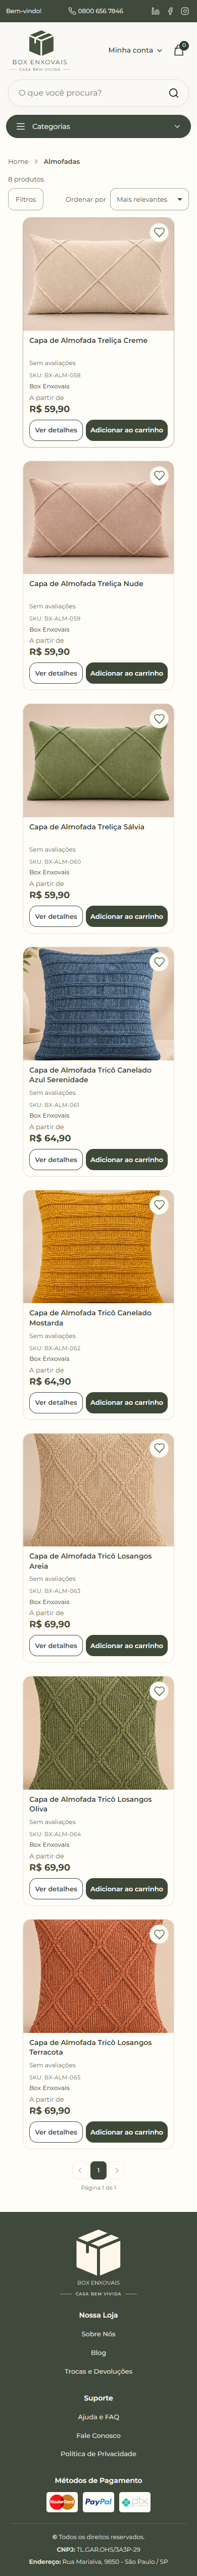 Bem-vindo!
0800 656 7846
BOX ENXOVAIS
CASA BEM VIVIDA
Minha conta
0
O que você procura?
Categorias
Home > Almofadas
8 produtos
Filtros
Ordenar por
Mais relevantes
Capa de Almofada Treliça Creme
Sem avaliações
SKU: BX-ALM-058
Box Enxovais
A partir de
R$ 59,90
Ver detalhes
Adicionar ao carrinho
Capa de Almofada Treliça Nude
Sem avaliações
SKU: BX-ALM-059
Box Enxovais
A partir de
R$ 59,90
Ver detalhes
Adicionar ao carrinho
Capa de Almofada Treliça Sálvia
Sem avaliações
SKU: BX-ALM-060
Box Enxovais
A partir de
R$ 59,90
Ver detalhes
Adicionar ao carrinho
Capa de Almofada Tricô Canelado
Azul Serenidade
Sem avaliações
SKU: BX-ALM-061
Box Enxovais
A partir de
R$ 64,90
Ver detalhes
Adicionar ao carrinho
Capa de Almofada Tricô Canelado
Mostarda
Sem avaliações
SKU: BX-ALM-062
Box Enxovais
A partir de
R$ 64,90
Ver detalhes
Adicionar ao carrinho
Capa de Almofada Tricô Losangos
Areia
Sem avaliações
SKU: BX-ALM-063
Box Enxovais
A partir de
R$ 69,90
Ver detalhes
Adicionar ao carrinho
Capa de Almofada Tricô Losangos
Oliva
Sem avaliações
SKU: BX-ALM-064
Box Enxovais
A partir de
R$ 69,90
Ver detalhes
Adicionar ao carrinho
Capa de Almofada Tricô Losangos
Terracota
Sem avaliações
SKU: BX-ALM-065
Box Enxovais
A partir de
R$ 69,90
Ver detalhes
Adicionar ao carrinho
1
Página 1 de 1
BOX ENXOVAIS
CASA BEM VIVIDA
Nossa Loja
Sobre Nós
Blog
Trocas e Devoluções
Suporte
Ajuda e FAQ
Fale Conosco
Política de Privacidade
Métodos de Pagamento
MasterCard
PayPal
pix
© Todos os direitos reservados.
CNPJ: TL.GAR.OHS/3A3P-29
Endereço: Rua Marialva, 9850 - São Paulo / SP